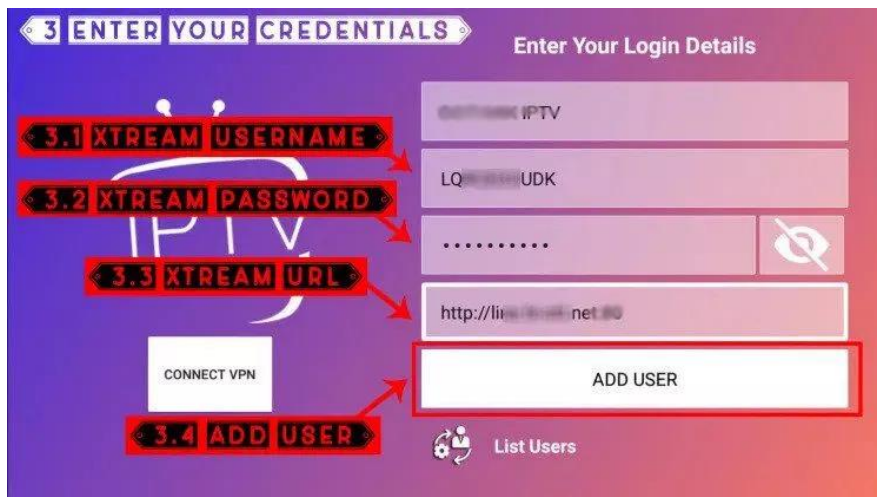 3 ENTER YOUR CREDENTIALS
Enter Your Login Details
IPTV
3.1 XTREAM USERNAME
LQ UDK
3.2 XTREAM PASSWORD
••••••••••
IPTV
3.3 XTREAM URL
http://li net
CONNECT VPN
ADD USER
3.4 ADD USER
List Users